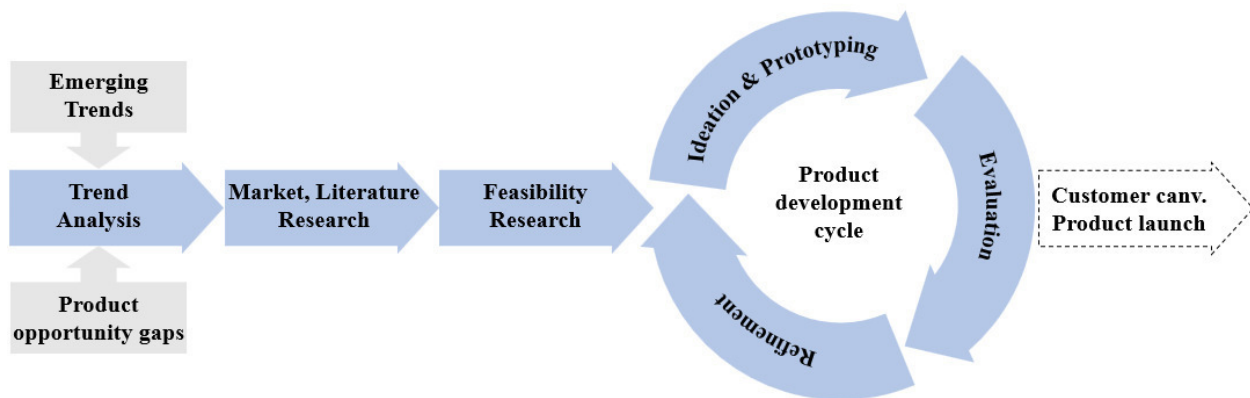 Emerging
Trends
Trend
Analysis
Product
opportunity gaps
Market, Literature
Research
Feasibility
Research
Ideation & Prototyping
Evaluation
Refinement
Product
development
cycle
Customer canv.
Product launch